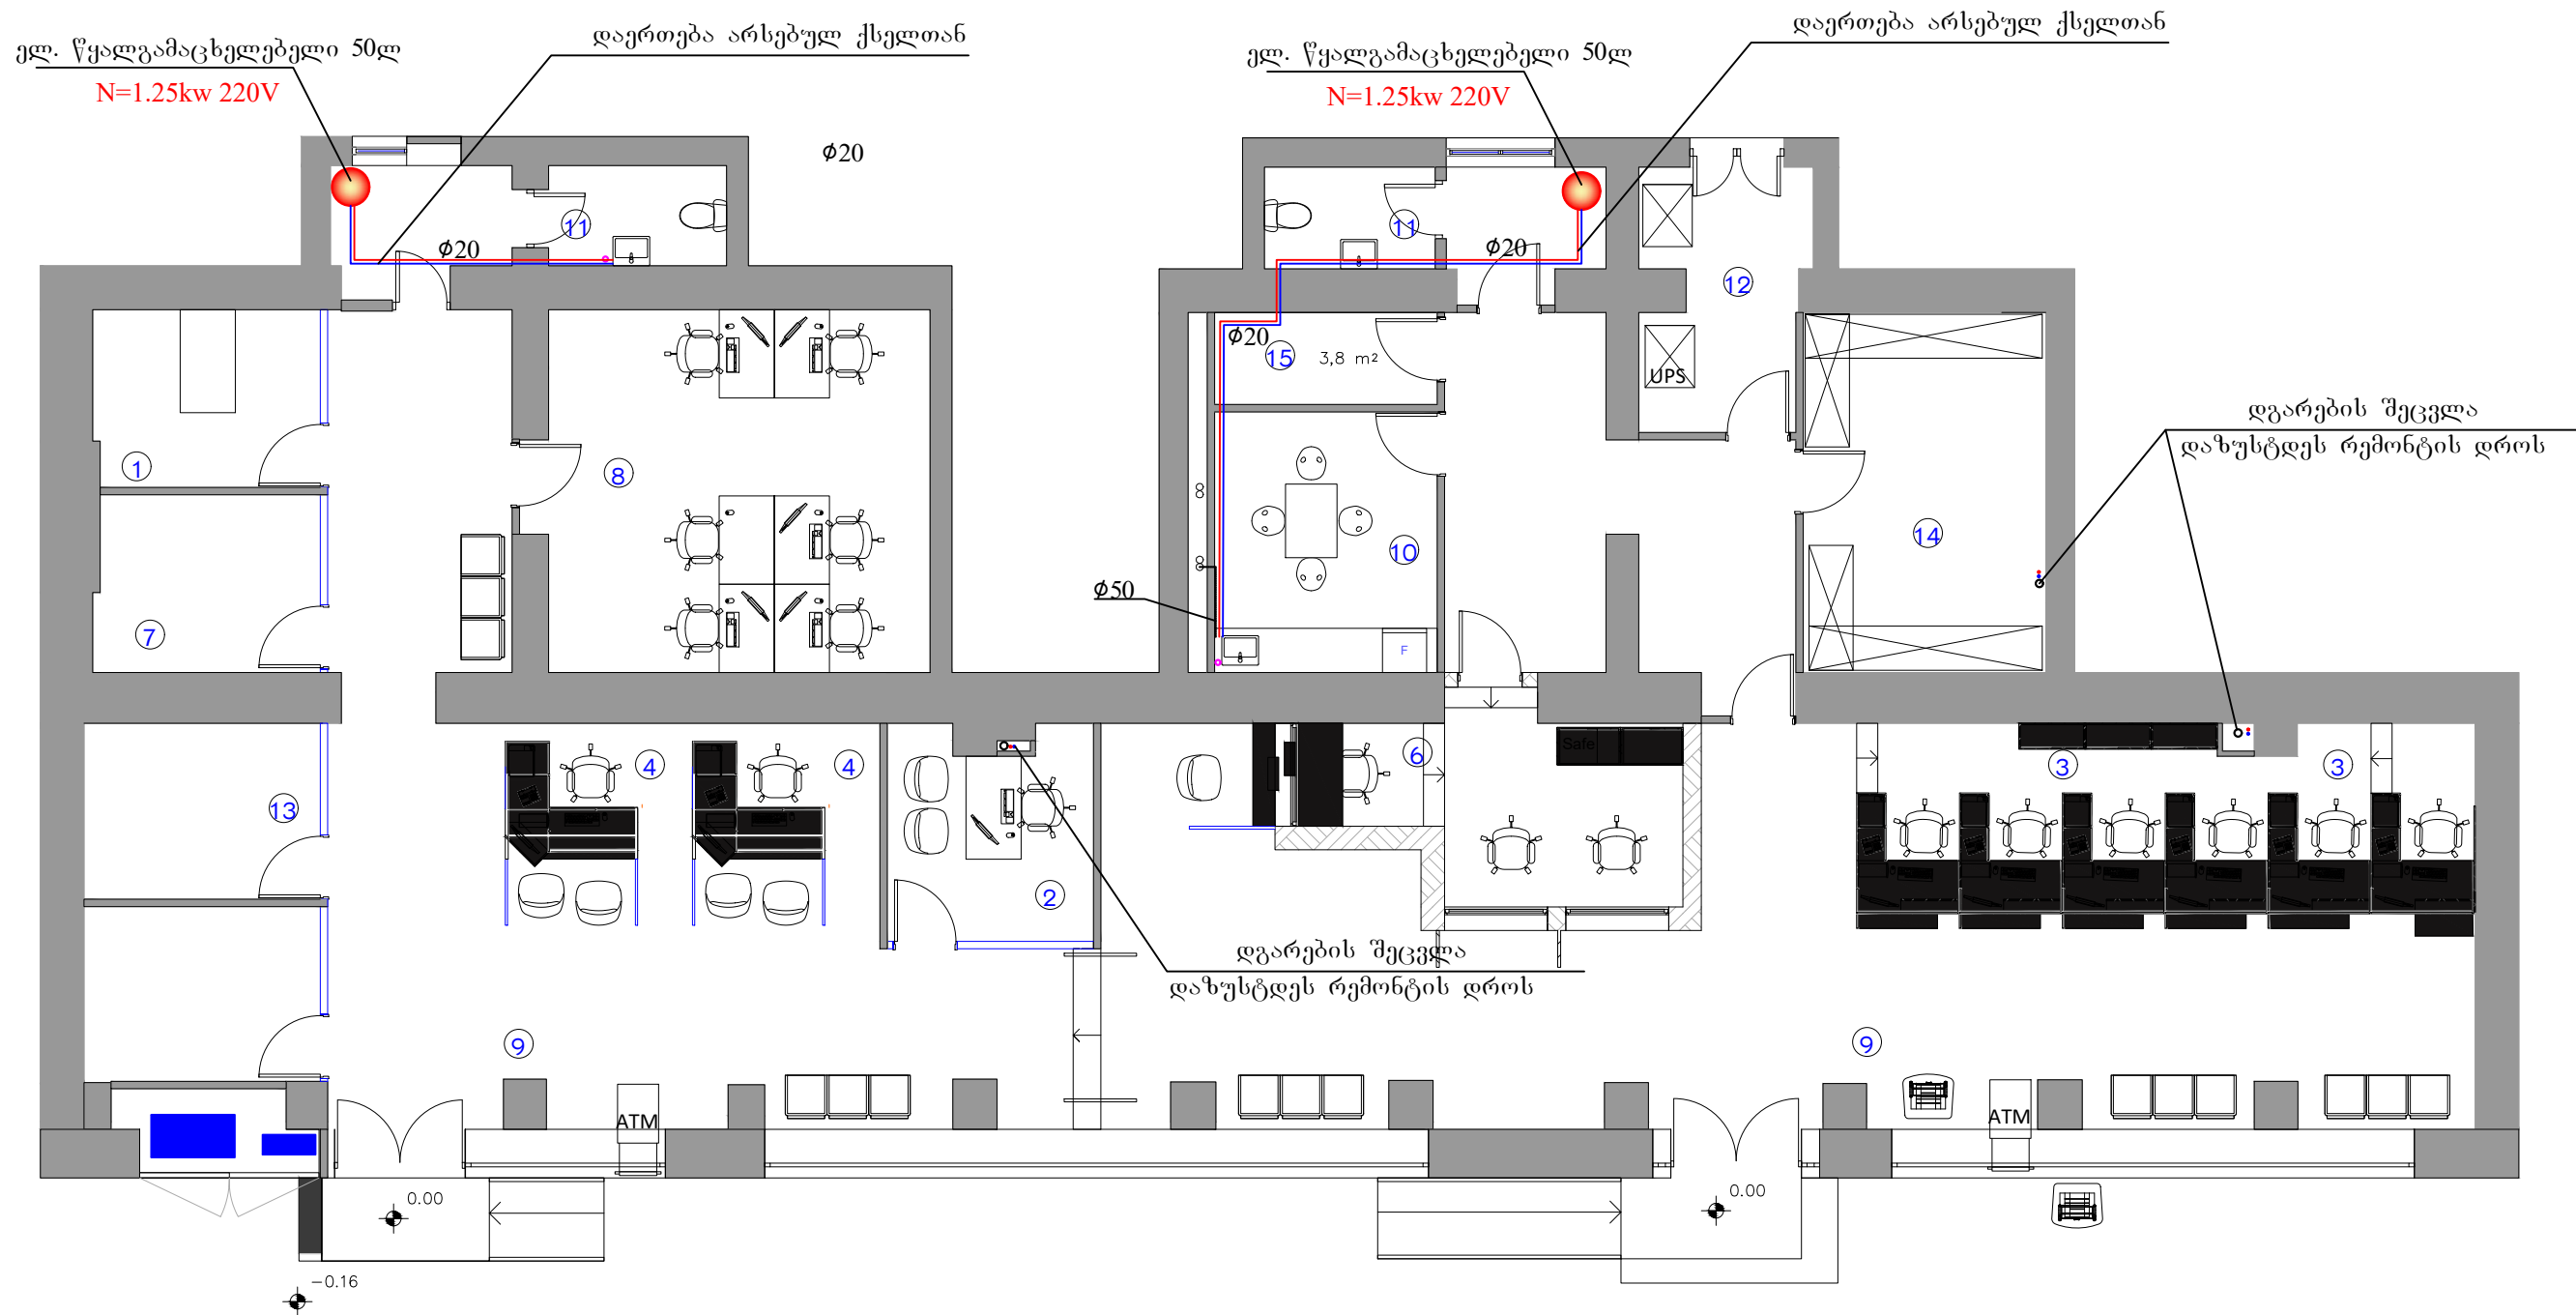 დაერთება არსებულ ქსელთან
დაერთება არსებულ ქსელთან
ელ. წყალგამაცხელებელი 50ლ
N=1.25kw 220V
ელ. წყალგამაცხელებელი 50ლ
N=1.25kw 220V
ϕ20
11
ϕ20
11
ϕ20
12
ϕ20
15
3,8 m²
UPS
დგარების შეცვლა
დაზუსტდეს რემონტის დროს
1
8
14
10
ϕ50
7
F
4
4
6
Safe
3
3
13
2
დგარების შეცვლა
დაზუსტდეს რემონტის დროს
9
9
ATM
ATM
0.00
0.00
-0.16